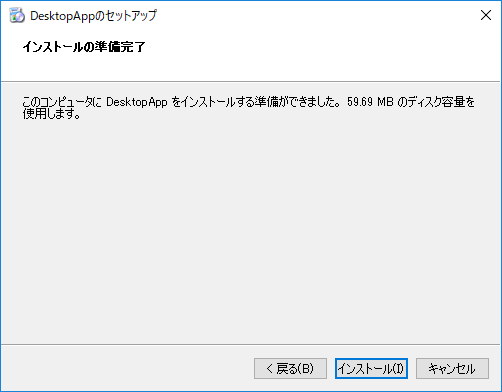 DesktopAppのセットアップ
インストールの準備完了
このコンピュータに DesktopApp をインストールする準備ができました。 59.69 MB のディスク容量を
使用します。
< 戻る(B)
インストール(I)
キャンセル